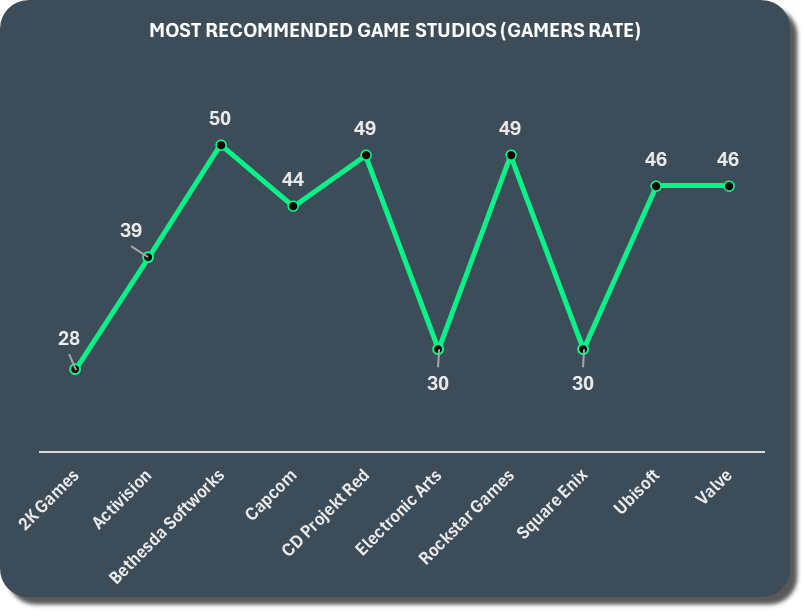 MOST RECOMMENDED GAME STUDIOS (GAMERS RATE)
28
39
50
44
49
30
49
30
46
46
2K Games
Activision
Bethesda Softworks
Capcom
CD Projekt Red
Electronic Arts
Rockstar Games
Square Enix
Ubisoft
Valve